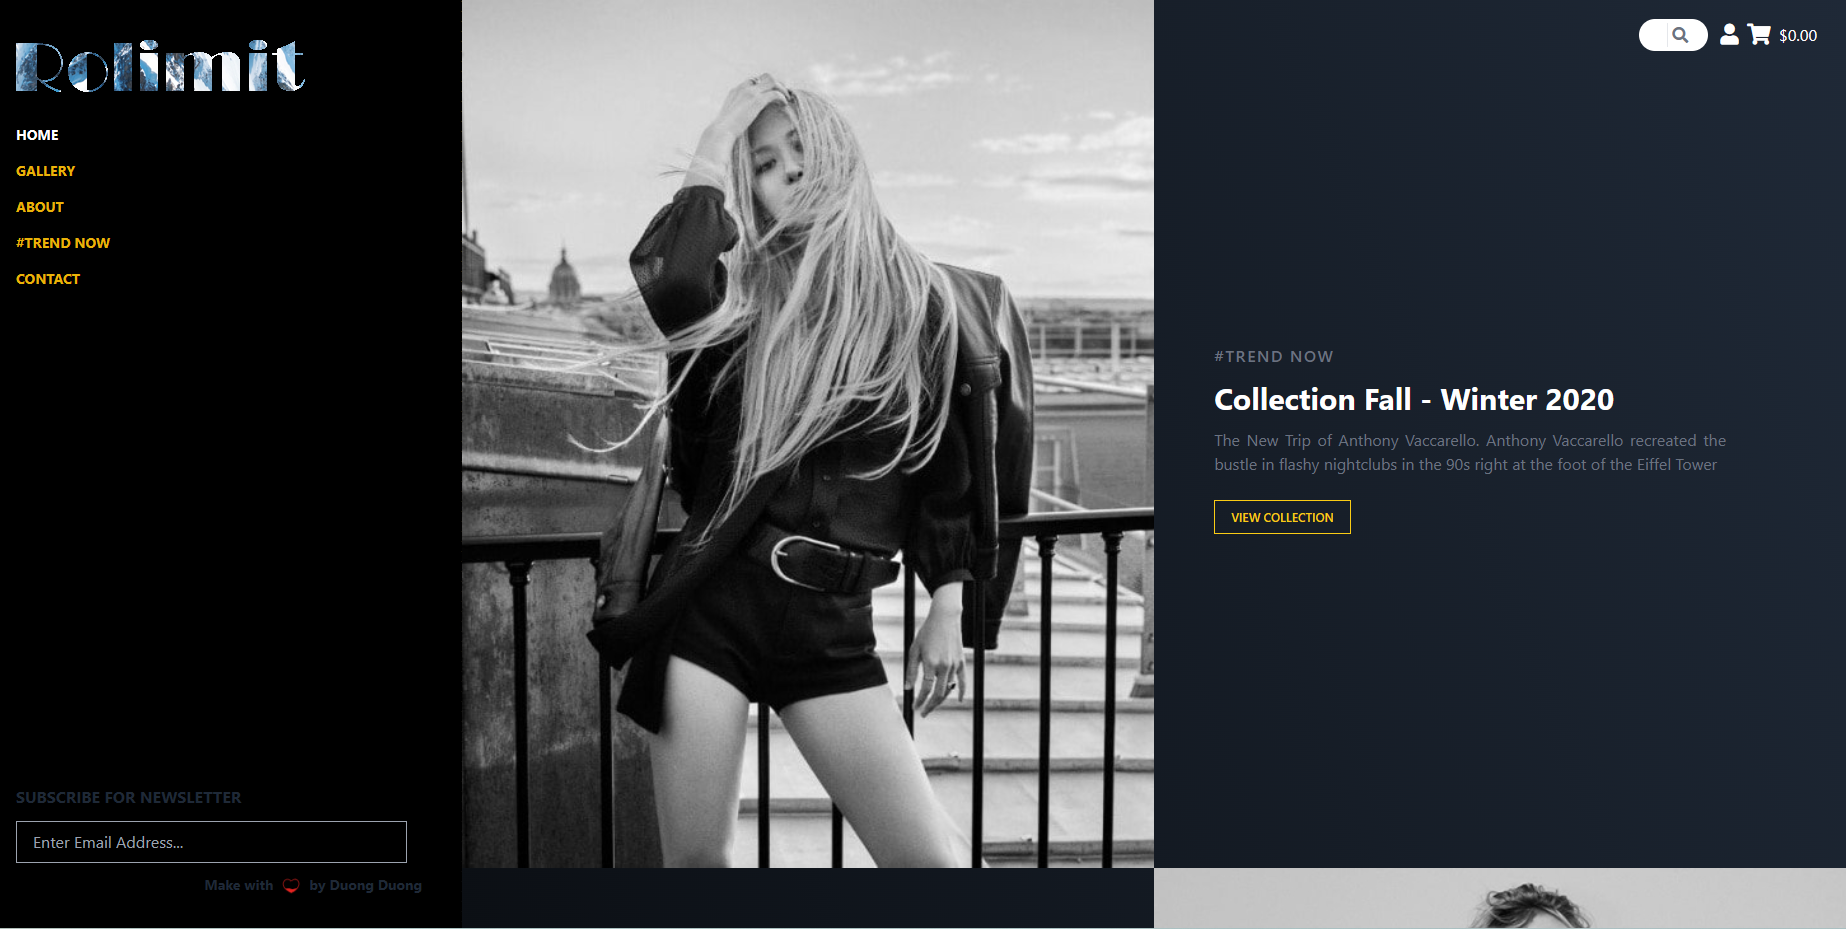 Rolimit
HOME
GALLERY
ABOUT
#TREND NOW
CONTACT
SUBSCRIBE FOR NEWSLETTER
Enter Email Address...
Make with by Duong Duong
$0.00
#TREND NOW
Collection Fall - Winter 2020
The New Trip of Anthony Vaccarello. Anthony Vaccarello recreated the
bustle in flashy nightclubs in the 90s right at the foot of the Eiffel Tower
VIEW COLLECTION